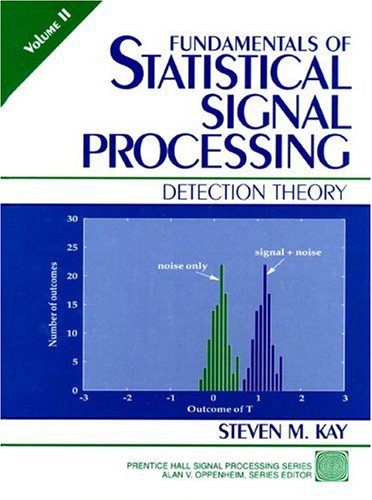 Volume II
FUNDAMENTALS OF
STATISTICAL
SIGNAL
PROCESSING
DETECTION THEORY
30
25
20
15
10
5
0
Number of outcomes
noise only
signal + noise
-3 -2 -1 0 1 2 3
Outcome of T
STEVEN M. KAY
PRENTICE HALL SIGNAL PROCESSING SERIES
ALAN V. OPPENHEIM, SERIES EDITOR